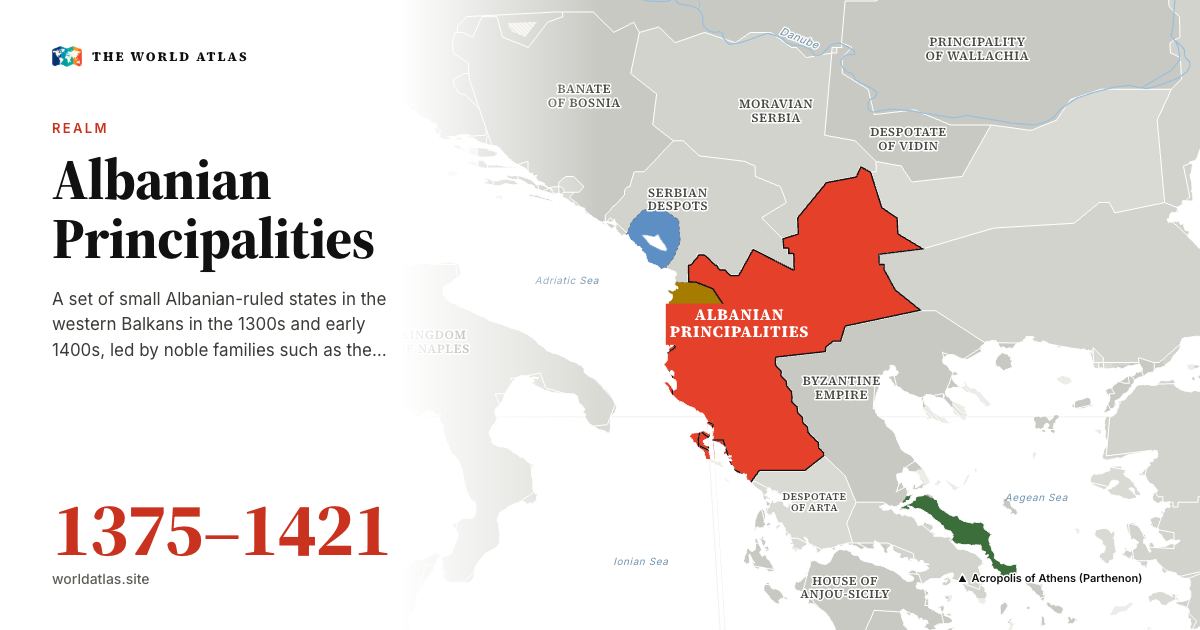 THE WORLD ATLAS
REALM
Albanian
Principalities
A set of small Albanian-ruled states in the
western Balkans in the 1300s and early
1400s, led by noble families such as the...
1375–1421
worldatlas.site
Danube
PRINCIPALITY
OF WALLACHIA
BANATE
OF BOSNIA
MORAVIAN
SERBIA
DESPOTATE
OF VIDIN
SERBIAN
DESPOTS
Adriatic Sea
ALBANIAN
PRINCIPALITIES
KINGDOM
OF NAPLES
BYZANTINE
EMPIRE
DESPOTATE
OF ARTA
Aegean Sea
Ionian Sea
HOUSE OF
ANJOU-SICILY
Acropolis of Athens (Parthenon)